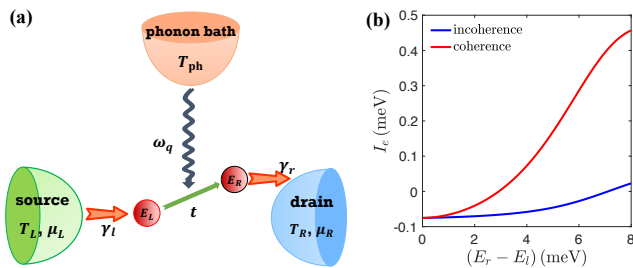 (a)
phonon bath
T_ph
ω_q
source
T_L, μ_L
γ_l
E_L
t
E_R
γ_r
drain
T_R, μ_R
(b)
incoherence
coherence
0.5
0.4
0.3
0.2
0.1
0
-0.1
I_e (meV)
0 2 4 6 8
(E_r − E_l) (meV)